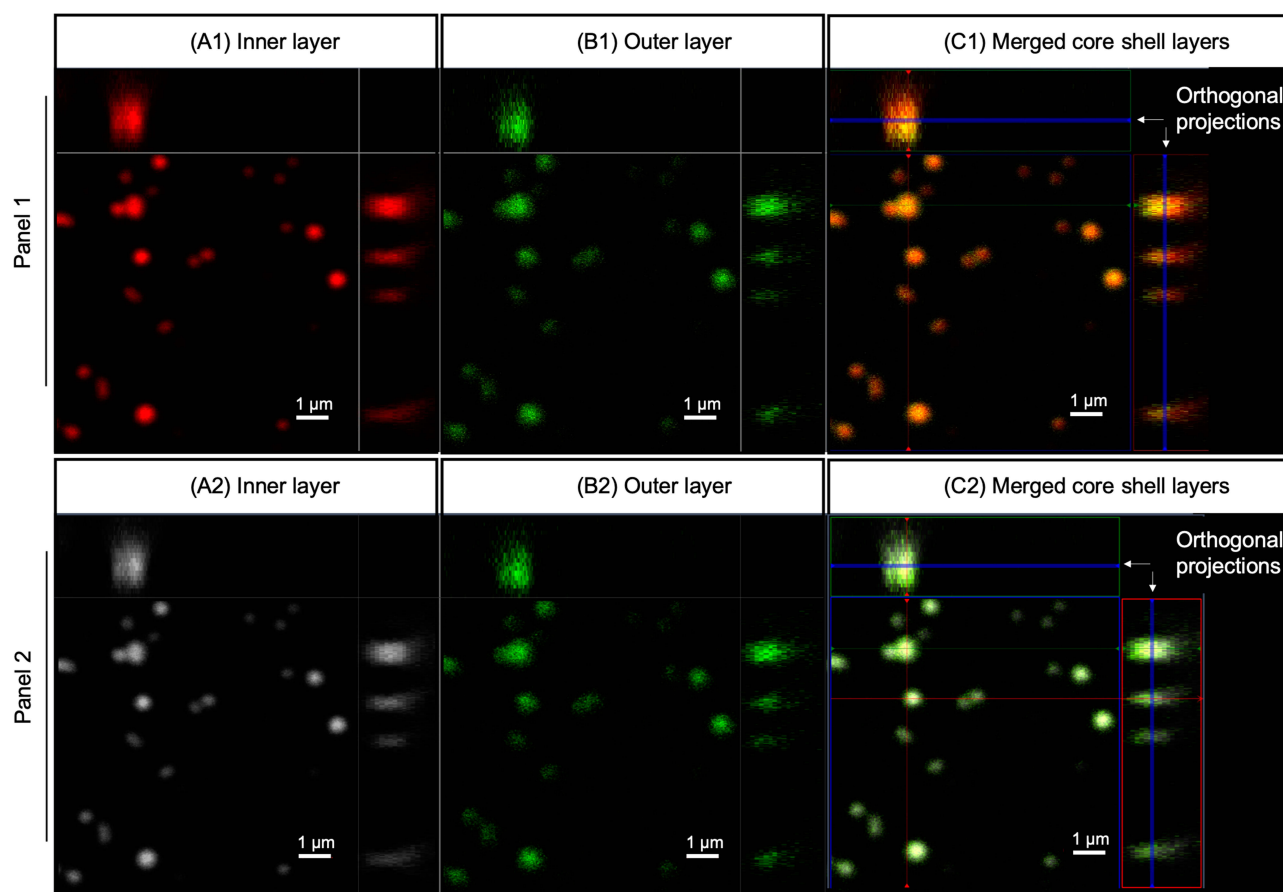 (A1) Inner layer
(B1) Outer layer
(C1) Merged core shell layers
Panel 1
Orthogonal
projections
1 µm
1 µm
1 µm
(A2) Inner layer
(B2) Outer layer
(C2) Merged core shell layers
Panel 2
Orthogonal
projections
1 µm
1 µm
1 µm